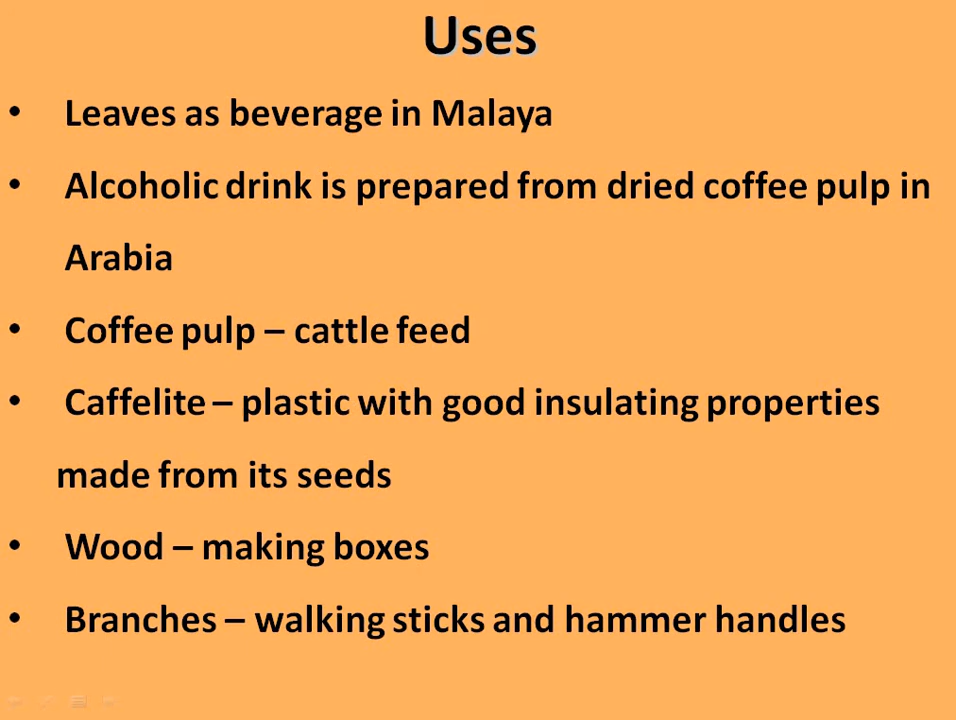 Uses
• Leaves as beverage in Malaya
• Alcoholic drink is prepared from dried coffee pulp in
Arabia
• Coffee pulp – cattle feed
• Caffelite – plastic with good insulating properties
made from its seeds
• Wood – making boxes
• Branches – walking sticks and hammer handles